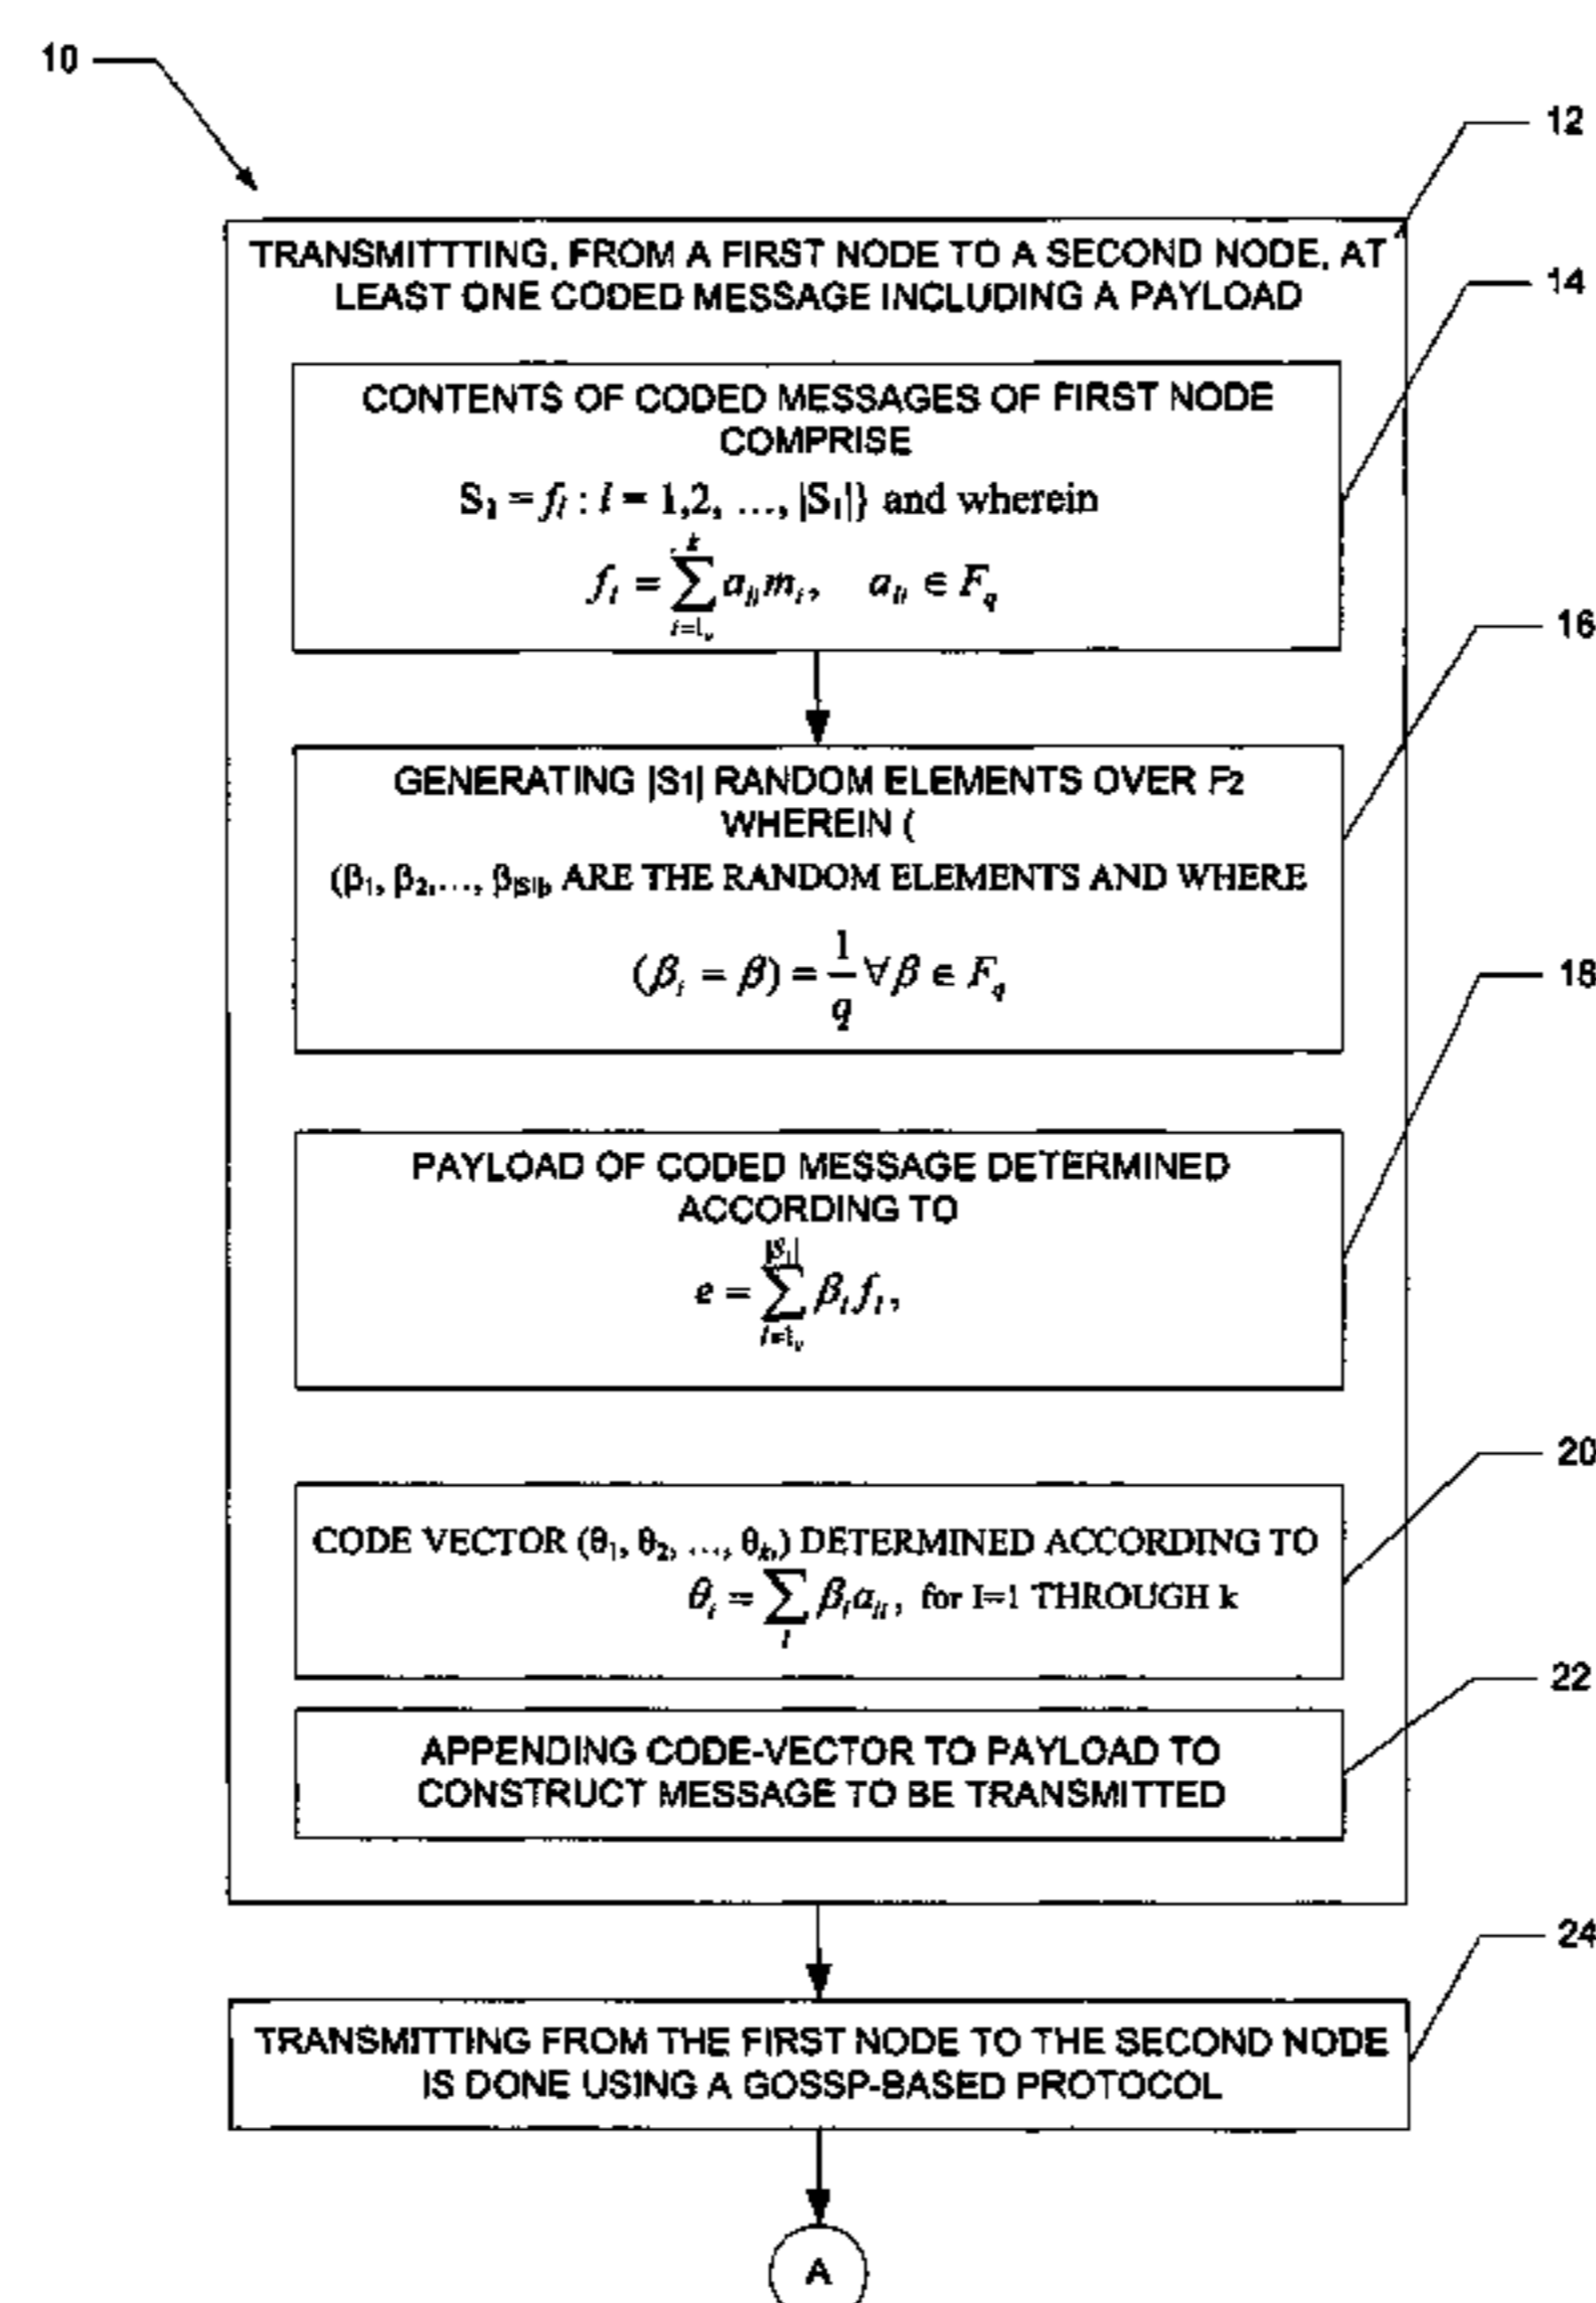 10
12
TRANSMITTTING, FROM A FIRST NODE TO A SECOND NODE, AT
LEAST ONE CODED MESSAGE INCLUDING A PAYLOAD
14
CONTENTS OF CODED MESSAGES OF FIRST NODE
COMPRISE
S₁ = fₗ : l = 1,2, ..., |S₁|} and wherein
fₗ = ∑ᵢ₌₁ᵏ aₗᵢmᵢ, aₗᵢ ∈ F_q
16
GENERATING |S1| RANDOM ELEMENTS OVER F2
WHEREIN (
(β₁, β₂,..., β|S|), ARE THE RANDOM ELEMENTS AND WHERE
(βᵢ = β) = 1/q ∀ β ∈ F_q
18
PAYLOAD OF CODED MESSAGE DETERMINED
ACCORDING TO
e = ∑ₗ₌₁^|S₁| βₗfₗ,
20
CODE VECTOR (θ₁, θ₂, ..., θₖ,) DETERMINED ACCORDING TO
θᵢ = ∑ₗ βₗaₗᵢ, for I=1 THROUGH k
22
APPENDING CODE-VECTOR TO PAYLOAD TO
CONSTRUCT MESSAGE TO BE TRANSMITTED
24
TRANSMITTING FROM THE FIRST NODE TO THE SECOND NODE
IS DONE USING A GOSSP-BASED PROTOCOL
A